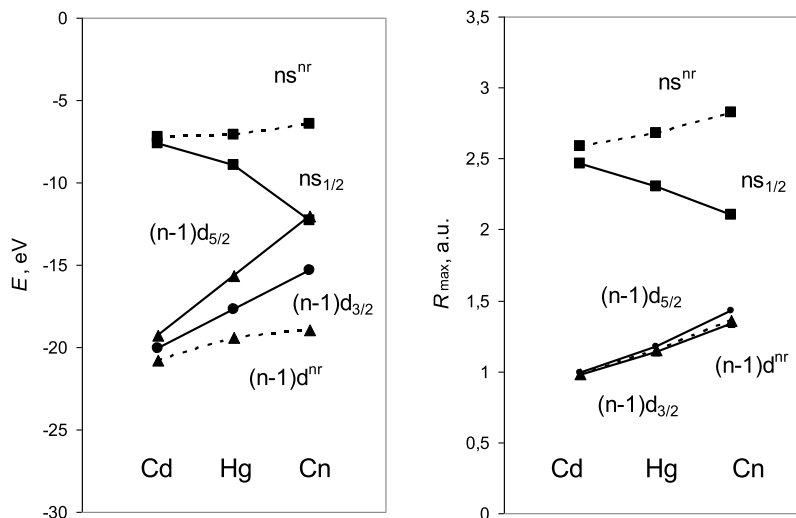 0
-5
-10
-15
-20
-25
-30
E, eV
ns^nr
ns1/2
(n-1)d5/2
(n-1)d3/2
(n-1)d^nr
Cd Hg Cn
3,5
3
2,5
2
1,5
1
0,5
0
Rmax, a.u.
ns^nr
ns1/2
(n-1)d5/2
(n-1)d^nr
(n-1)d3/2
Cd Hg Cn